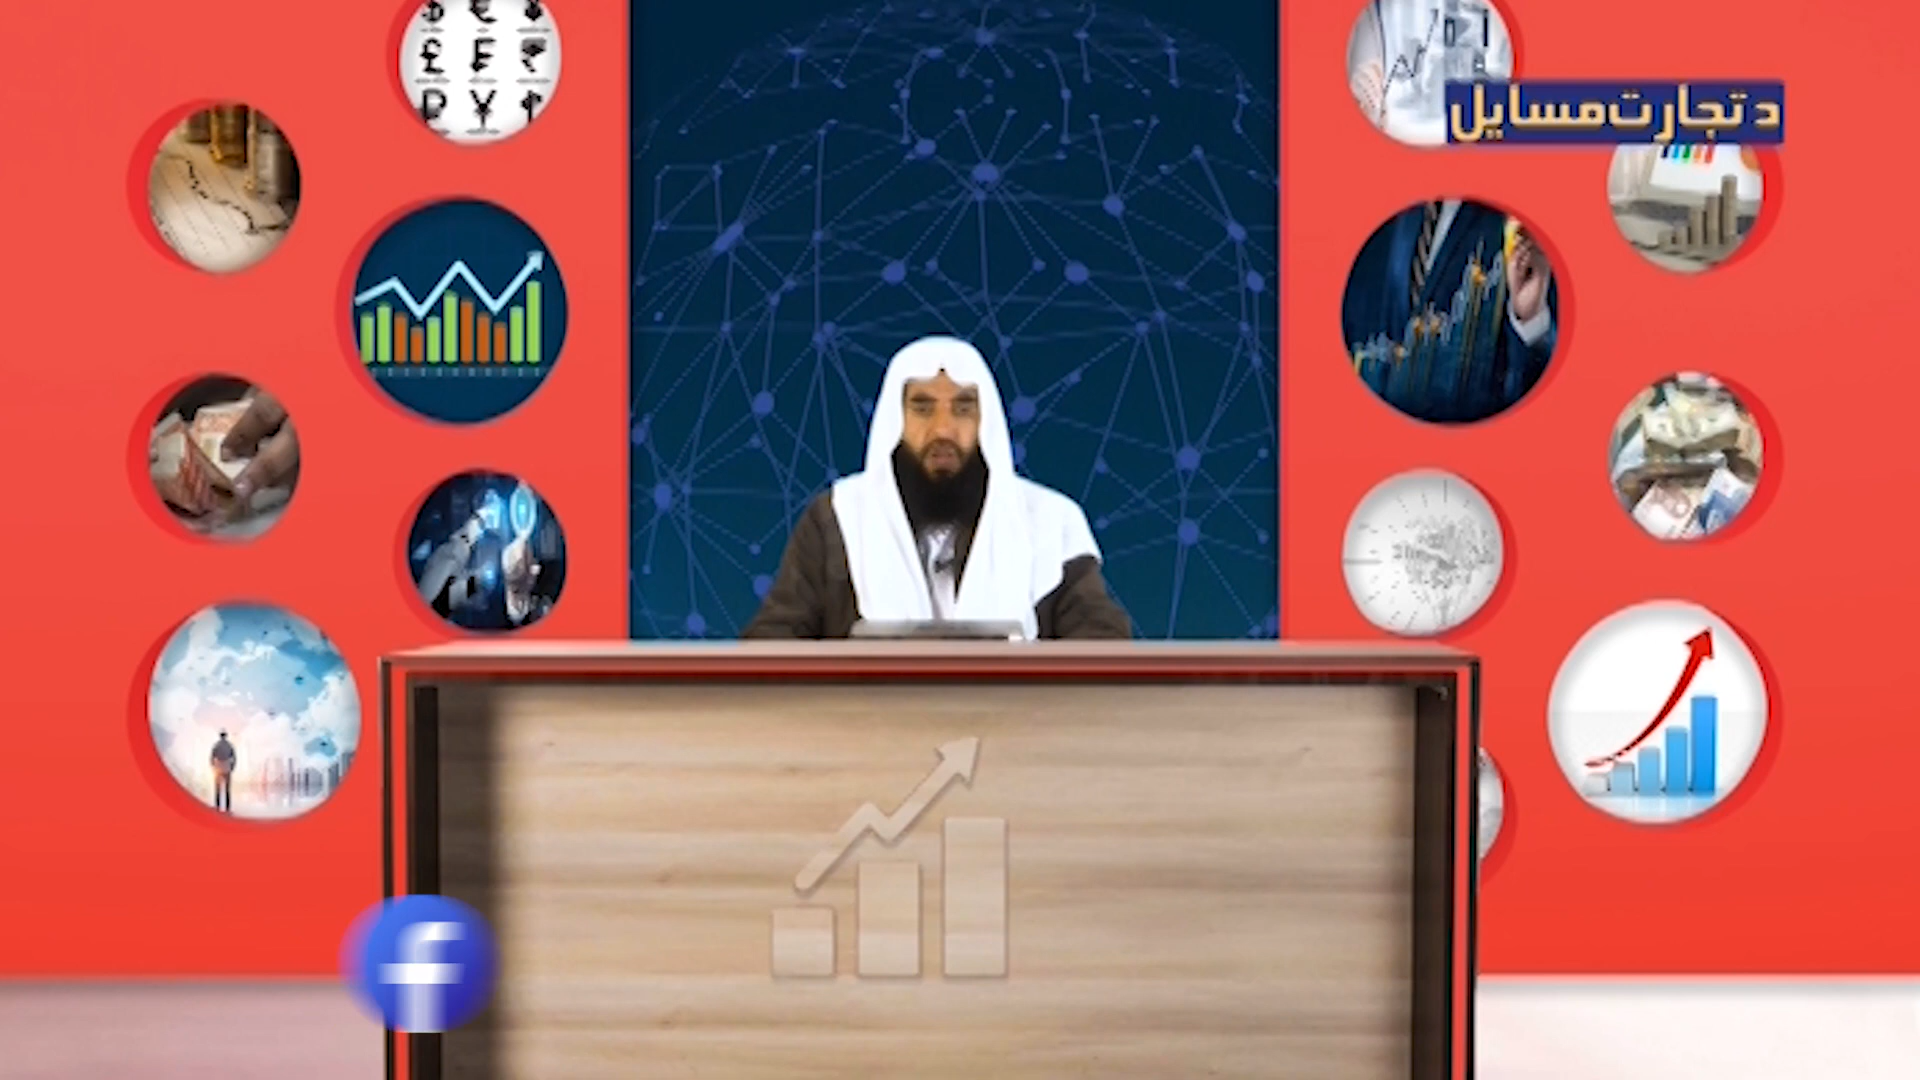 د تجارت مسایل
$ € ¥
£ ₣ ₹
₽ ¥
f